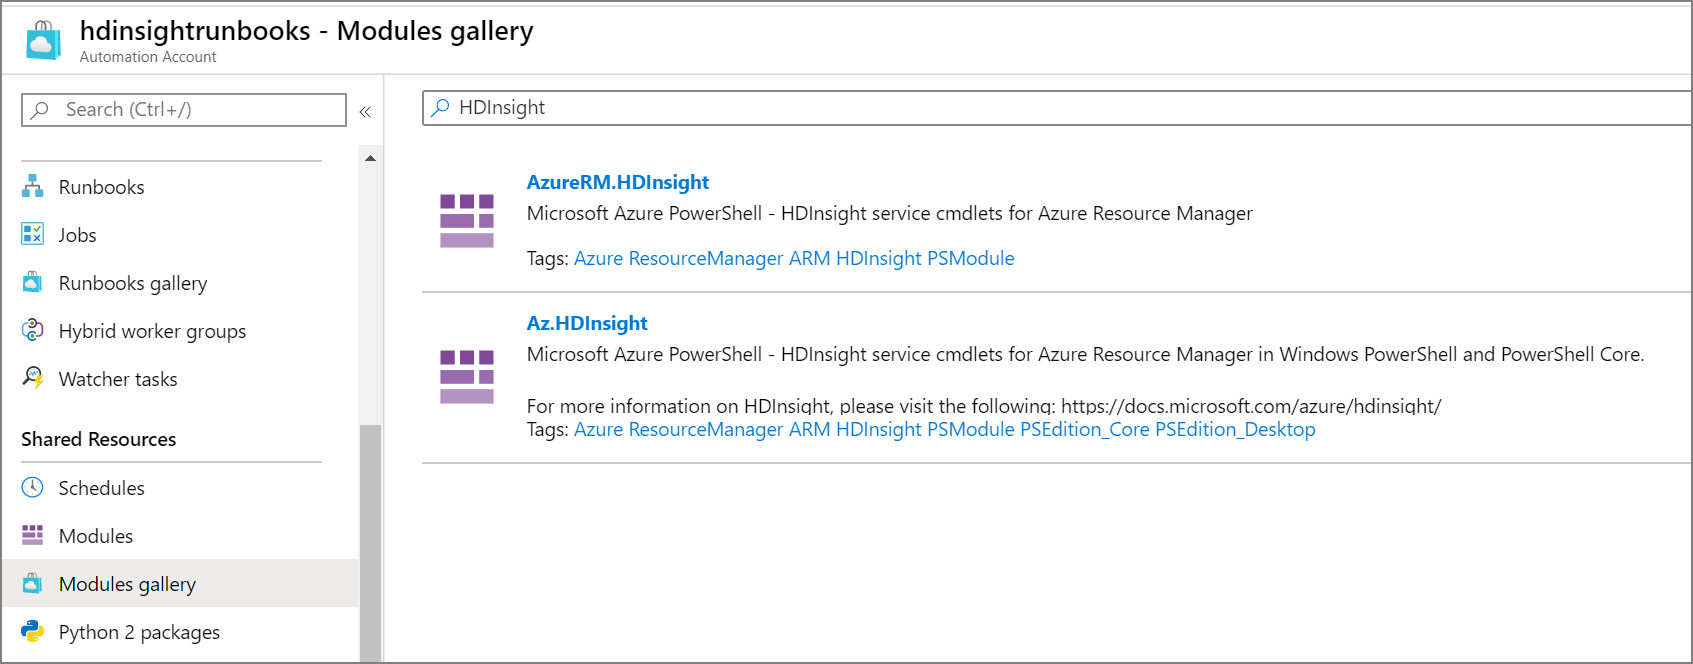 hdinsightrunbooks - Modules gallery
Automation Account
Search (Ctrl+/)
«
Runbooks
Jobs
Runbooks gallery
Hybrid worker groups
Watcher tasks
Shared Resources
Schedules
Modules
Modules gallery
Python 2 packages
HDInsight
AzureRM.HDInsight
Microsoft Azure PowerShell - HDInsight service cmdlets for Azure Resource Manager
Tags: Azure ResourceManager ARM HDInsight PSModule
Az.HDInsight
Microsoft Azure PowerShell - HDInsight service cmdlets for Azure Resource Manager in Windows PowerShell and PowerShell Core.
For more information on HDInsight, please visit the following: https://docs.microsoft.com/azure/hdinsight/
Tags: Azure ResourceManager ARM HDInsight PSModule PSEdition_Core PSEdition_Desktop